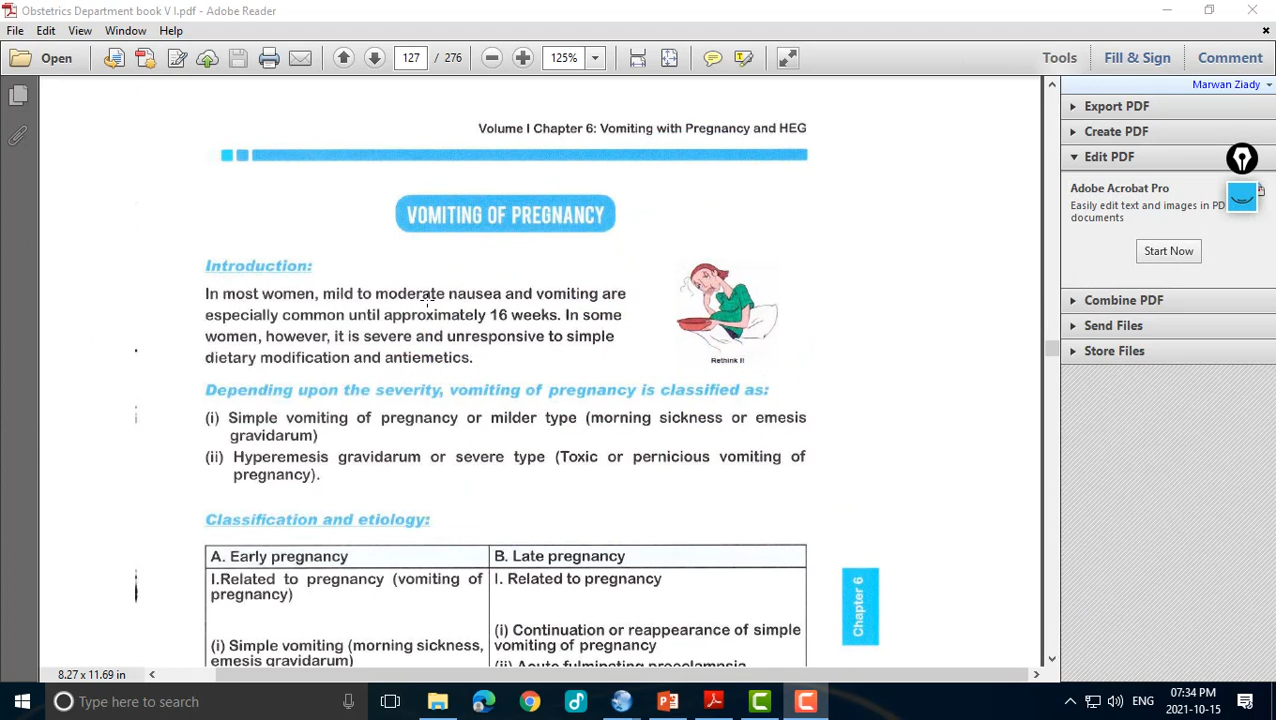 Obstetrics Department book V I.pdf - Adobe Reader
File Edit View Window Help
Open 127 / 276 125% Tools Fill & Sign Comment
Marwan Ziady
Volume I Chapter 6: Vomiting with Pregnancy and HEG
VOMITING OF PREGNANCY
Introduction:
In most women, mild to moderate nausea and vomiting are
especially common until approximately 16 weeks. In some
women, however, it is severe and unresponsive to simple
dietary modification and antiemetics.
Rethink II
Depending upon the severity, vomiting of pregnancy is classified as:
(i) Simple vomiting of pregnancy or milder type (morning sickness or emesis
gravidarum)
(ii) Hyperemesis gravidarum or severe type (Toxic or pernicious vomiting of
pregnancy).
Classification and etiology:
A. Early pregnancy
I.Related to pregnancy (vomiting of
pregnancy)
(i) Simple vomiting (morning sickness,
emesis gravidarum)
B. Late pregnancy
I. Related to pregnancy
(i) Continuation or reappearance of simple
vomiting of pregnancy
(ii) Acute fulminating preeclampsia
Chapter 6
Export PDF
Create PDF
Edit PDF
Adobe Acrobat Pro
Easily edit text and images in PD
documents
Start Now
Combine PDF
Send Files
Store Files
8.27 x 11.69 in
Type here to search
ENG
07:34 PM
2021-10-15